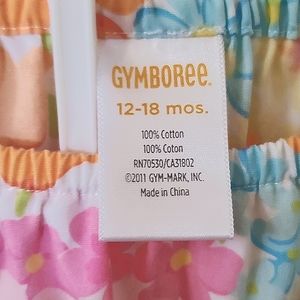 GYMBOREE.
12-18 mos.
100% Cotton
100% Coton
RN70530/CA31802
©2011 GYM-MARK, INC.
Made in China